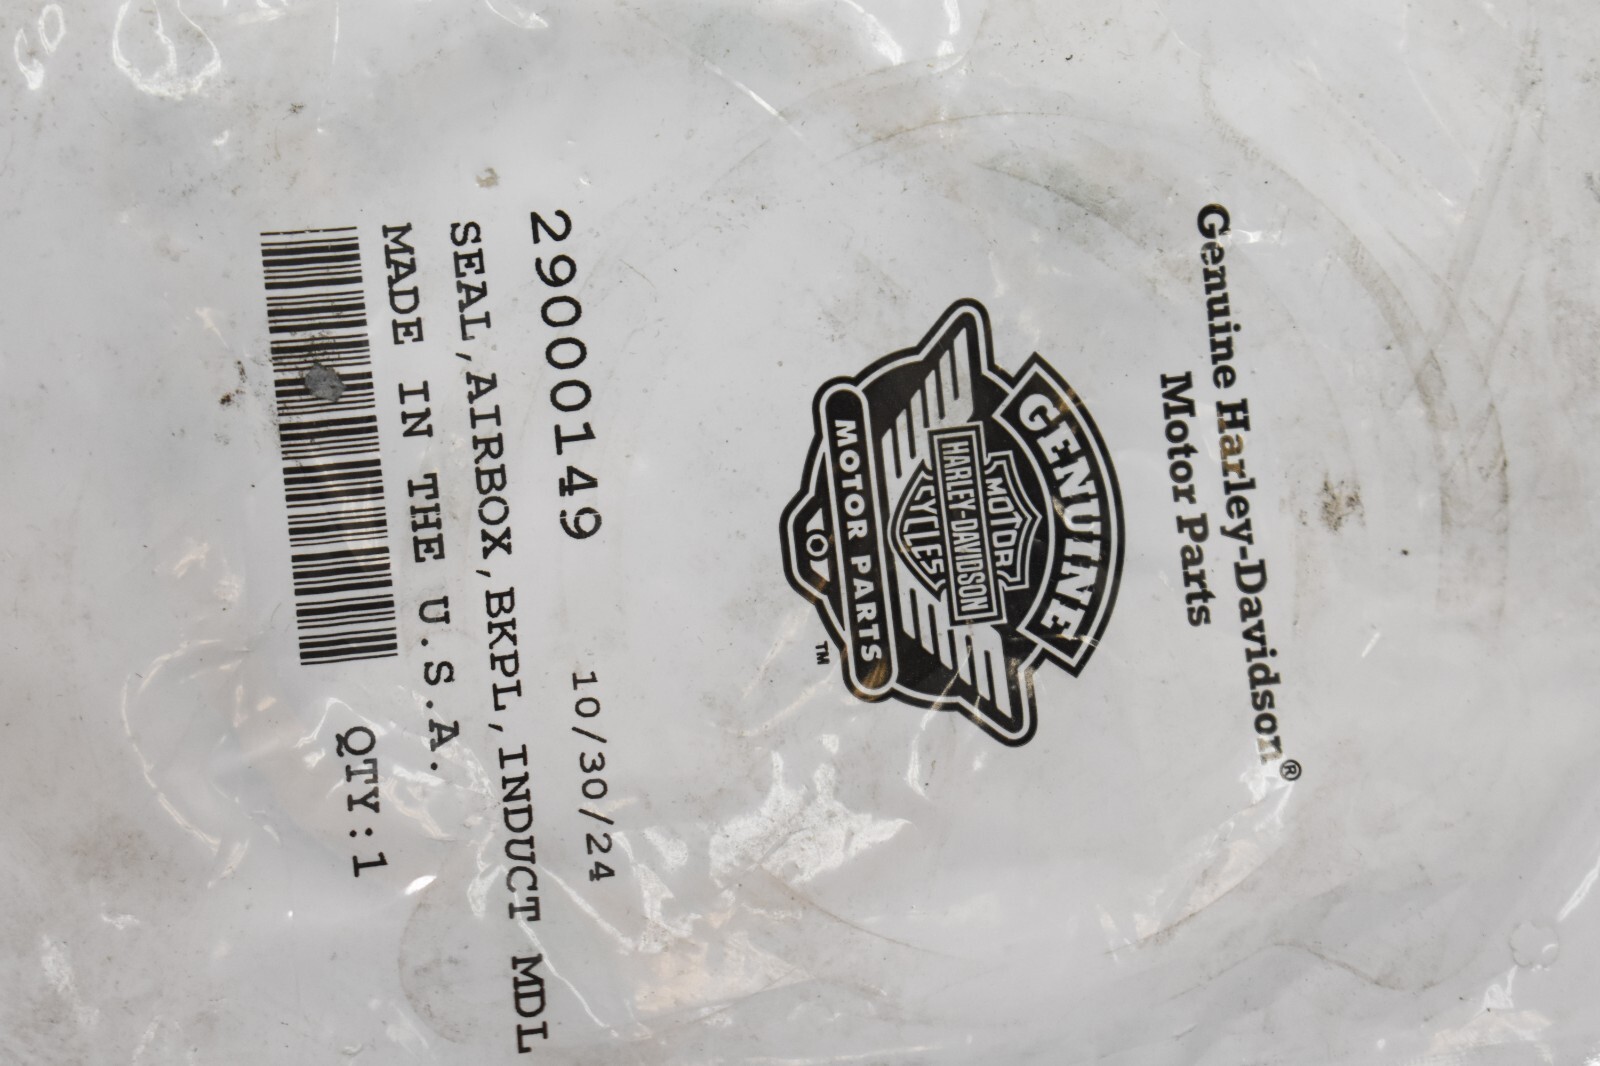 Genuine Harley-Davidson®
Motor Parts
GENUINE
MOTOR
HARLEY-DAVIDSON
CYCLES
MOTOR PARTS
TM
29000149 10/30/24
SEAL,AIRBOX,BKPL,INDUCT MDL
MADE IN THE U.S.A.
QTY:1